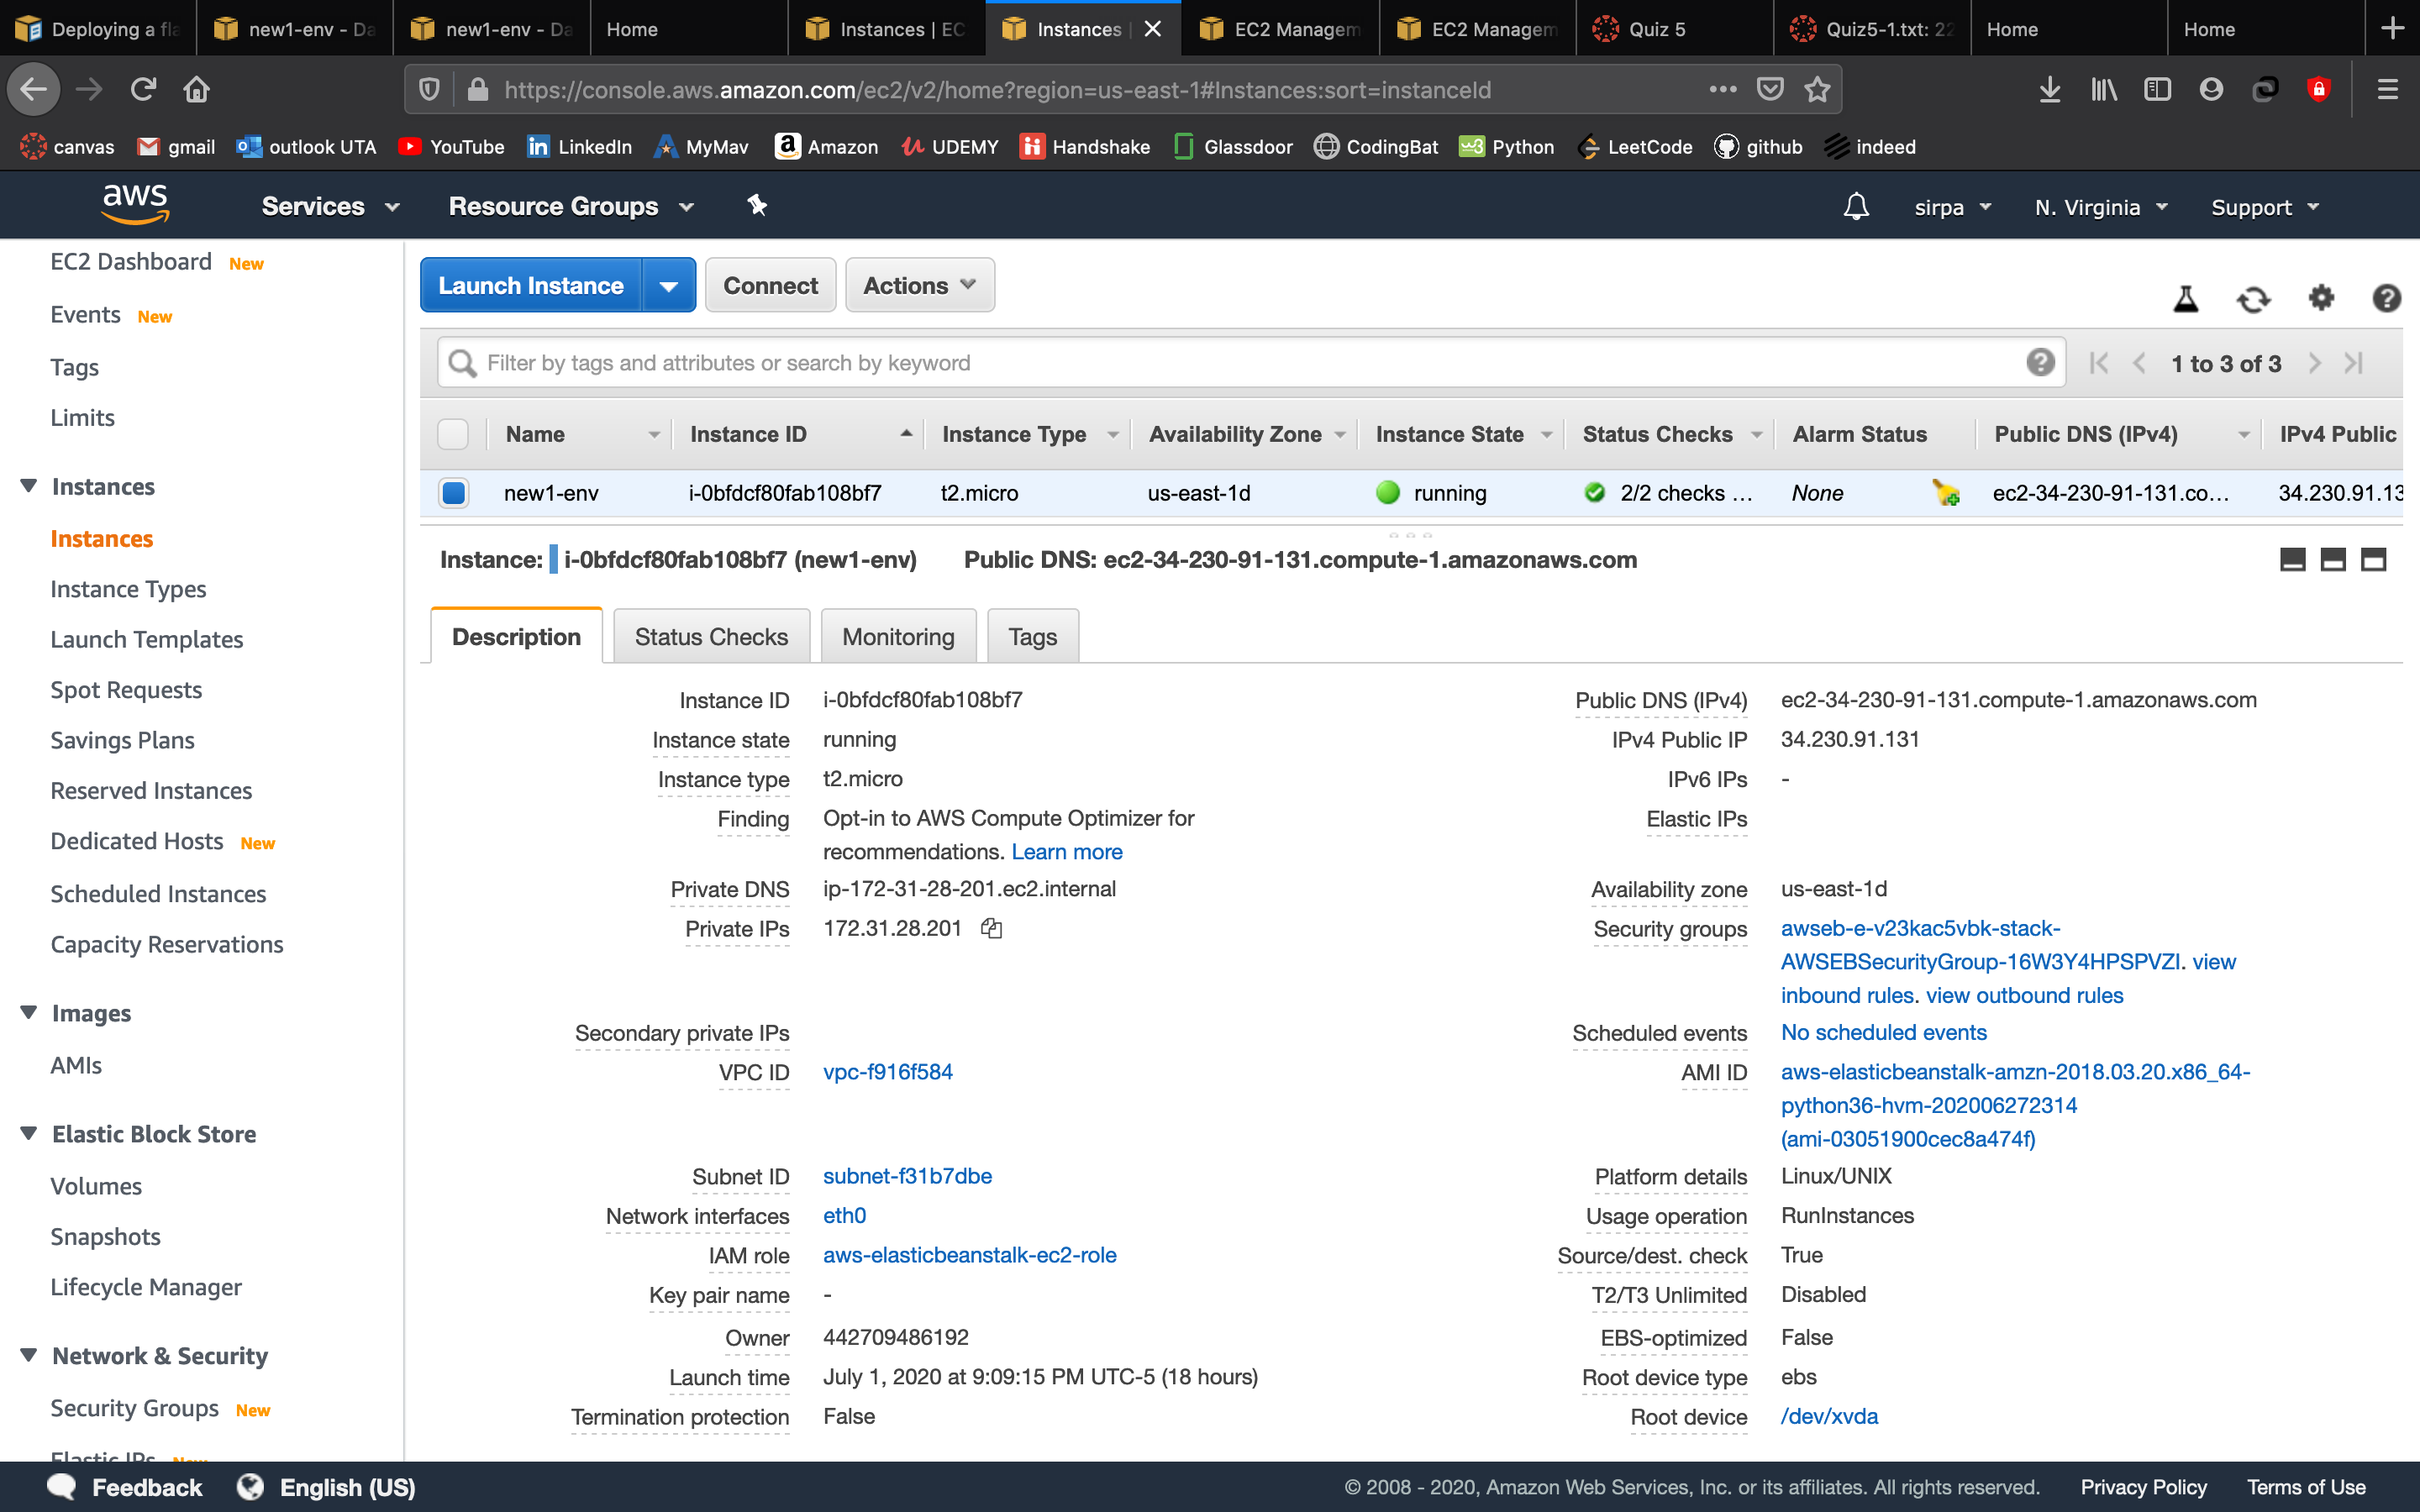 Deploying a fla
new1-env - Da
new1-env - Da
Home
Instances | EC
Instances |
EC2 Managem
EC2 Managem
Quiz 5
Quiz5-1.txt: 22
Home
Home
https://console.aws.amazon.com/ec2/v2/home?region=us-east-1#Instances:sort=instanceId
canvas gmail outlook UTA YouTube LinkedIn MyMav Amazon UDEMY Handshake Glassdoor CodingBat Python LeetCode github indeed
aws Services Resource Groups sirpa N. Virginia Support
EC2 Dashboard New
Events New
Tags
Limits
Instances
Instances
Instance Types
Launch Templates
Spot Requests
Savings Plans
Reserved Instances
Dedicated Hosts New
Scheduled Instances
Capacity Reservations
Images
AMIs
Elastic Block Store
Volumes
Snapshots
Lifecycle Manager
Network & Security
Security Groups New
Elastic IPs New
Launch Instance Connect Actions
Filter by tags and attributes or search by keyword
1 to 3 of 3
Name Instance ID Instance Type Availability Zone Instance State Status Checks Alarm Status Public DNS (IPv4) IPv4 Public
new1-env i-0bfdcf80fab108bf7 t2.micro us-east-1d running 2/2 checks ... None ec2-34-230-91-131.co... 34.230.91.13
Instance: i-0bfdcf80fab108bf7 (new1-env) Public DNS: ec2-34-230-91-131.compute-1.amazonaws.com
Description Status Checks Monitoring Tags
Instance ID i-0bfdcf80fab108bf7
Instance state running
Instance type t2.micro
Finding Opt-in to AWS Compute Optimizer for
recommendations. Learn more
Private DNS ip-172-31-28-201.ec2.internal
Private IPs 172.31.28.201
Secondary private IPs
VPC ID vpc-f916f584
Subnet ID subnet-f31b7dbe
Network interfaces eth0
IAM role aws-elasticbeanstalk-ec2-role
Key pair name -
Owner 442709486192
Launch time July 1, 2020 at 9:09:15 PM UTC-5 (18 hours)
Termination protection False
Public DNS (IPv4) ec2-34-230-91-131.compute-1.amazonaws.com
IPv4 Public IP 34.230.91.131
IPv6 IPs -
Elastic IPs
Availability zone us-east-1d
Security groups awseb-e-v23kac5vbk-stack-
AWSEBSecurityGroup-16W3Y4HPSPVZI. view
inbound rules. view outbound rules
Scheduled events No scheduled events
AMI ID aws-elasticbeanstalk-amzn-2018.03.20.x86_64-
python36-hvm-202006272314
(ami-03051900cec8a474f)
Platform details Linux/UNIX
Usage operation RunInstances
Source/dest. check True
T2/T3 Unlimited Disabled
EBS-optimized False
Root device type ebs
Root device /dev/xvda
Feedback English (US)
© 2008 - 2020, Amazon Web Services, Inc. or its affiliates. All rights reserved. Privacy Policy Terms of Use